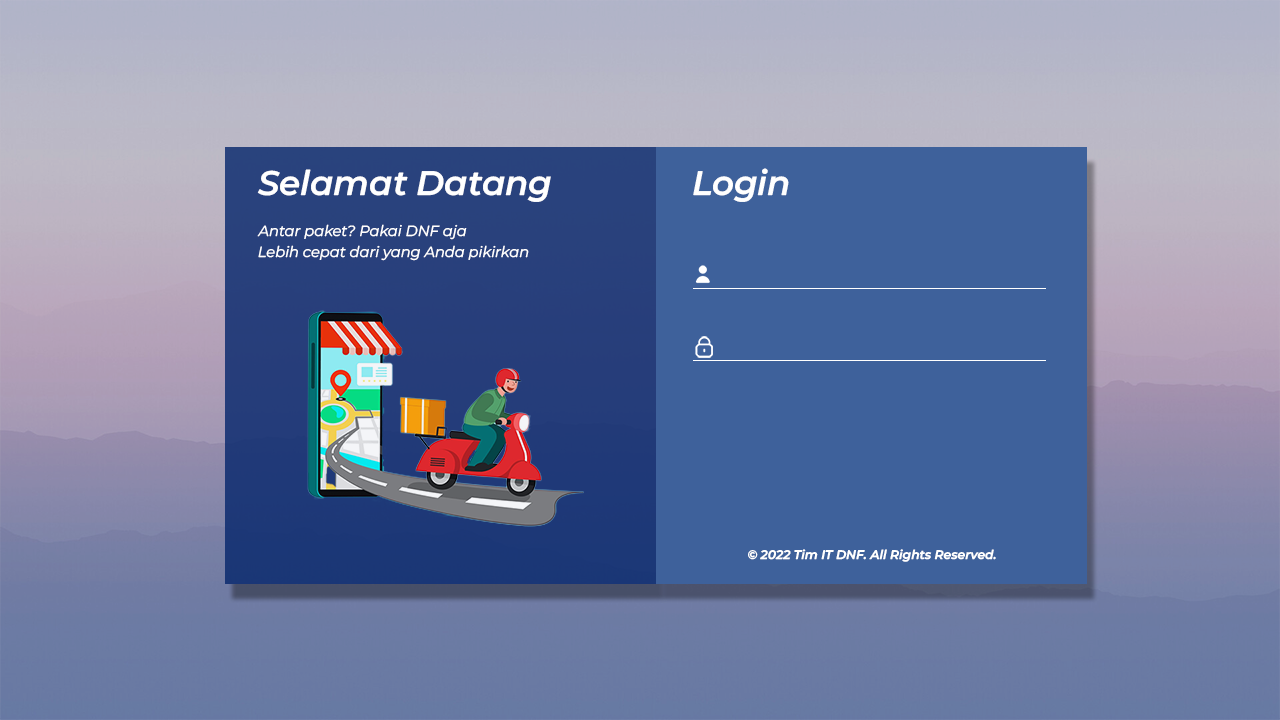 Selamat Datang
Antar paket? Pakai DNF aja
Lebih cepat dari yang Anda pikirkan
Login
© 2022 Tim IT DNF. All Rights Reserved.